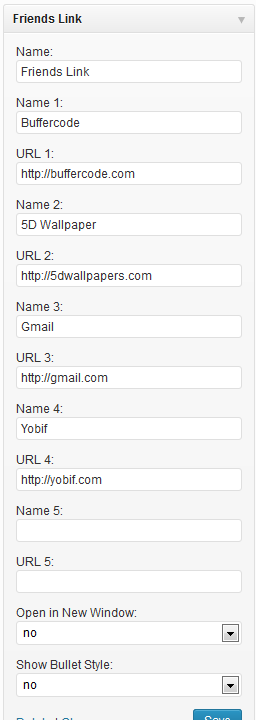 Friends Link
Name:
Friends Link
Name 1:
Buffercode
URL 1:
http://buffercode.com
Name 2:
5D Wallpaper
URL 2:
http://5dwallpapers.com
Name 3:
Gmail
URL 3:
http://gmail.com
Name 4:
Yobif
URL 4:
http://yobif.com
Name 5:
URL 5:
Open in New Window:
no
Show Bullet Style:
no